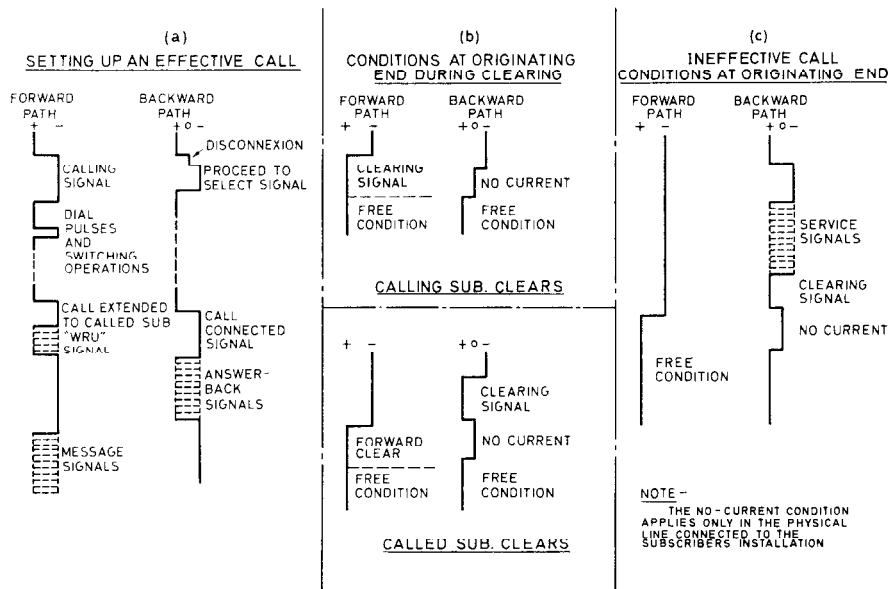 (a)
SETTING UP AN EFFECTIVE CALL
FORWARD
PATH
+ -
BACKWARD
PATH
+ o -
DISCONNEXION
CALLING
SIGNAL
PROCEED TO
SELECT SIGNAL
DIAL
PULSES
AND
SWITCHING
OPERATIONS
CALL EXTENDED
TO CALLED SUB
"WRU"
SIGNAL
CALL
CONNECTED
SIGNAL
ANSWER-
BACK
SIGNALS
MESSAGE
SIGNALS
(b)
CONDITIONS AT ORIGINATING
END DURING CLEARING
FORWARD
PATH
+ -
BACKWARD
PATH
+ o -
CLEARING
SIGNAL
FREE
CONDITION
NO CURRENT
FREE
CONDITION
CALLING SUB. CLEARS
+ -
+ o -
CLEARING
SIGNAL
FORWARD
CLEAR
NO CURRENT
FREE
CONDITION
FREE
CONDITION
CALLED SUB. CLEARS
(c)
INEFFECTIVE CALL
CONDITIONS AT ORIGINATING END
FORWARD
PATH
+ -
BACKWARD
PATH
+ o -
SERVICE
SIGNALS
CLEARING
SIGNAL
NO CURRENT
FREE
CONDITION
NOTE -
THE NO-CURRENT CONDITION
APPLIES ONLY IN THE PHYSICAL
LINE CONNECTED TO THE
SUBSCRIBERS INSTALLATION